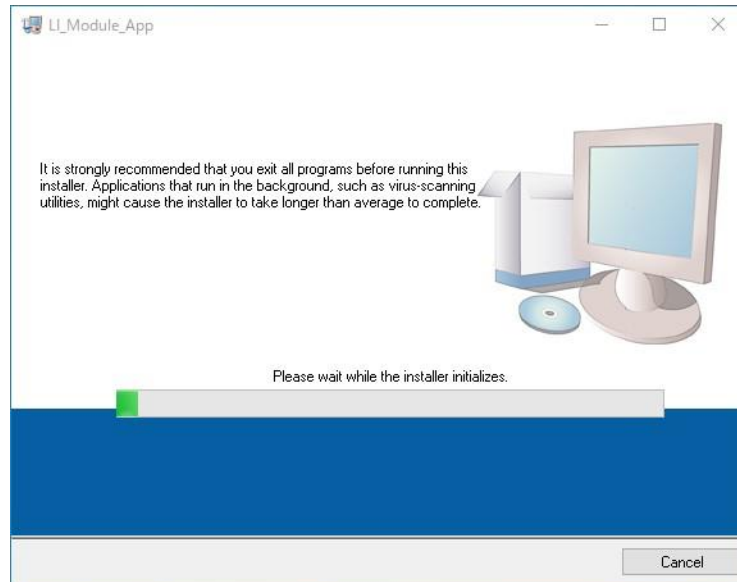 LI_Module_App
It is strongly recommended that you exit all programs before running this
installer. Applications that run in the background, such as virus-scanning
utilities, might cause the installer to take longer than average to complete.
Please wait while the installer initializes.
Cancel